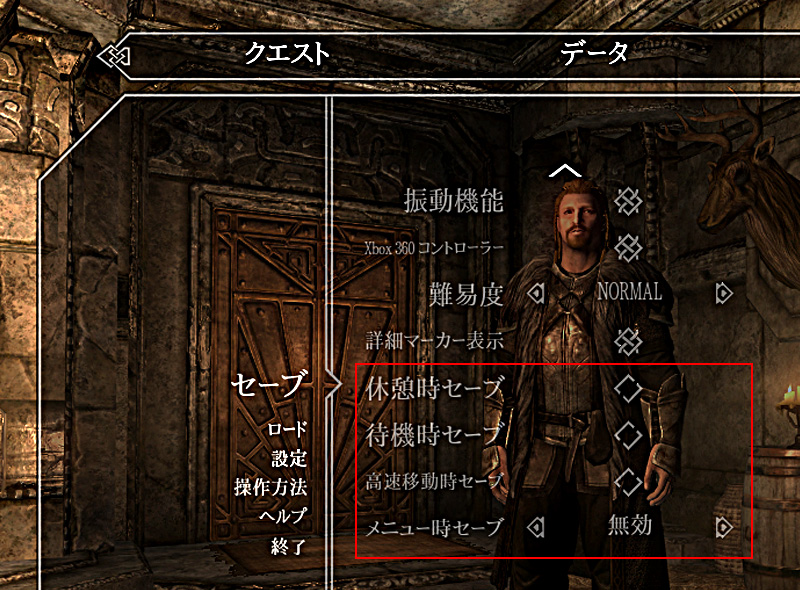 クエスト
データ
振動機能
Xbox 360 コントローラー
難易度
NORMAL
詳細マーカー表示
セーブ
休憩時セーブ
ロード
待機時セーブ
設定
高速移動時セーブ
操作方法
ヘルプ
メニュー時セーブ
無効
終了